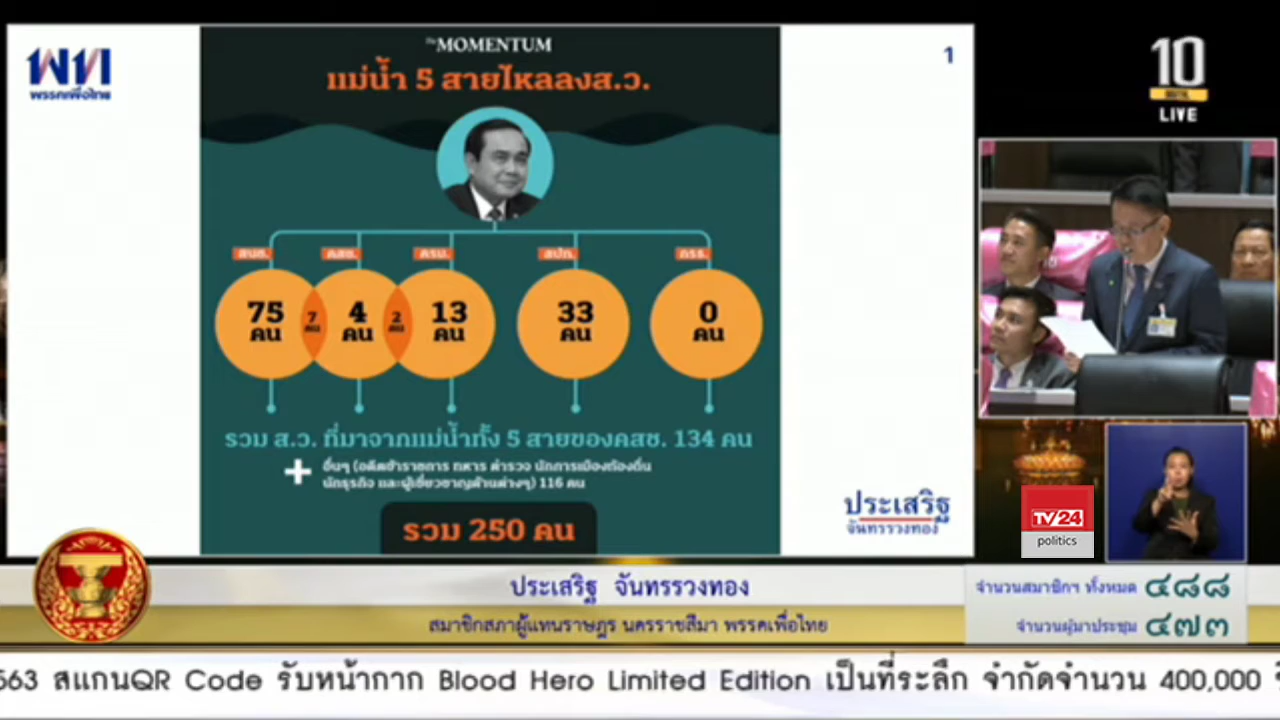 พท
พรรคเพื่อไทย
The MOMENTUM
แม่น้ำ 5 สายไหลลงส.ว.
1
10
LIVE
สนช. คสช. ครม. สปท. กรธ.
75 คน 7 คน 4 คน 2 คน 13 คน 33 คน 0 คน
รวม ส.ว. ที่มาจากแม่น้ำทั้ง 5 สายของคสช. 134 คน
+ อื่นๆ (อดีตข้าราชการ ทหาร ตำรวจ นักการเมืองท้องถิ่น
นักธุรกิจ และผู้เชี่ยวชาญด้านต่างๆ) 116 คน
รวม 250 คน
ประเสริฐ
จันทรรวงทอง
TV24
politics
ประเสริฐ จันทรรวงทอง
สมาชิกสภาผู้แทนราษฎร นครราชสีมา พรรคเพื่อไทย
จำนวนสมาชิกฯ ทั้งหมด ๔๘๘
จำนวนผู้มาประชุม ๔๗๓
563 สแกนQR Code รับหน้ากาก Blood Hero Limited Edition เป็นที่ระลึก จำกัดจำนวน 400,000